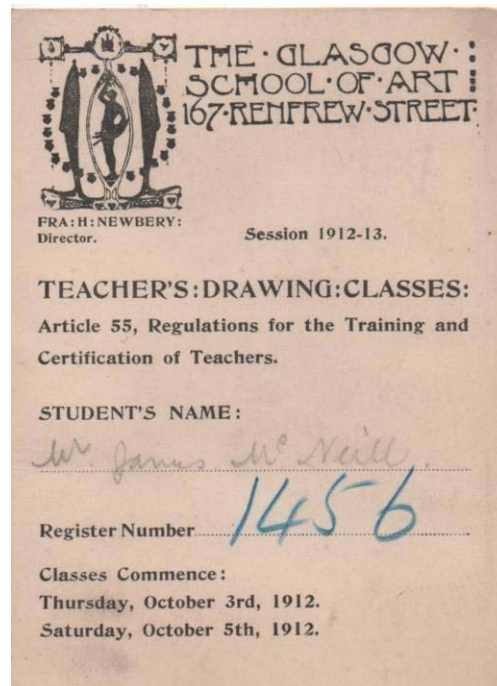 THE · GLASGOW ·
SCHOOL · OF · ART
167 · RENFREW · STREET
FRA : H : NEWBERY :
Director.
Session 1912-13.
TEACHER'S : DRAWING : CLASSES :
Article 55, Regulations for the Training and
Certification of Teachers.
STUDENT'S NAME :
Mr. James Mc Neill.
Register Number 1456
Classes Commence :
Thursday, October 3rd, 1912.
Saturday, October 5th, 1912.